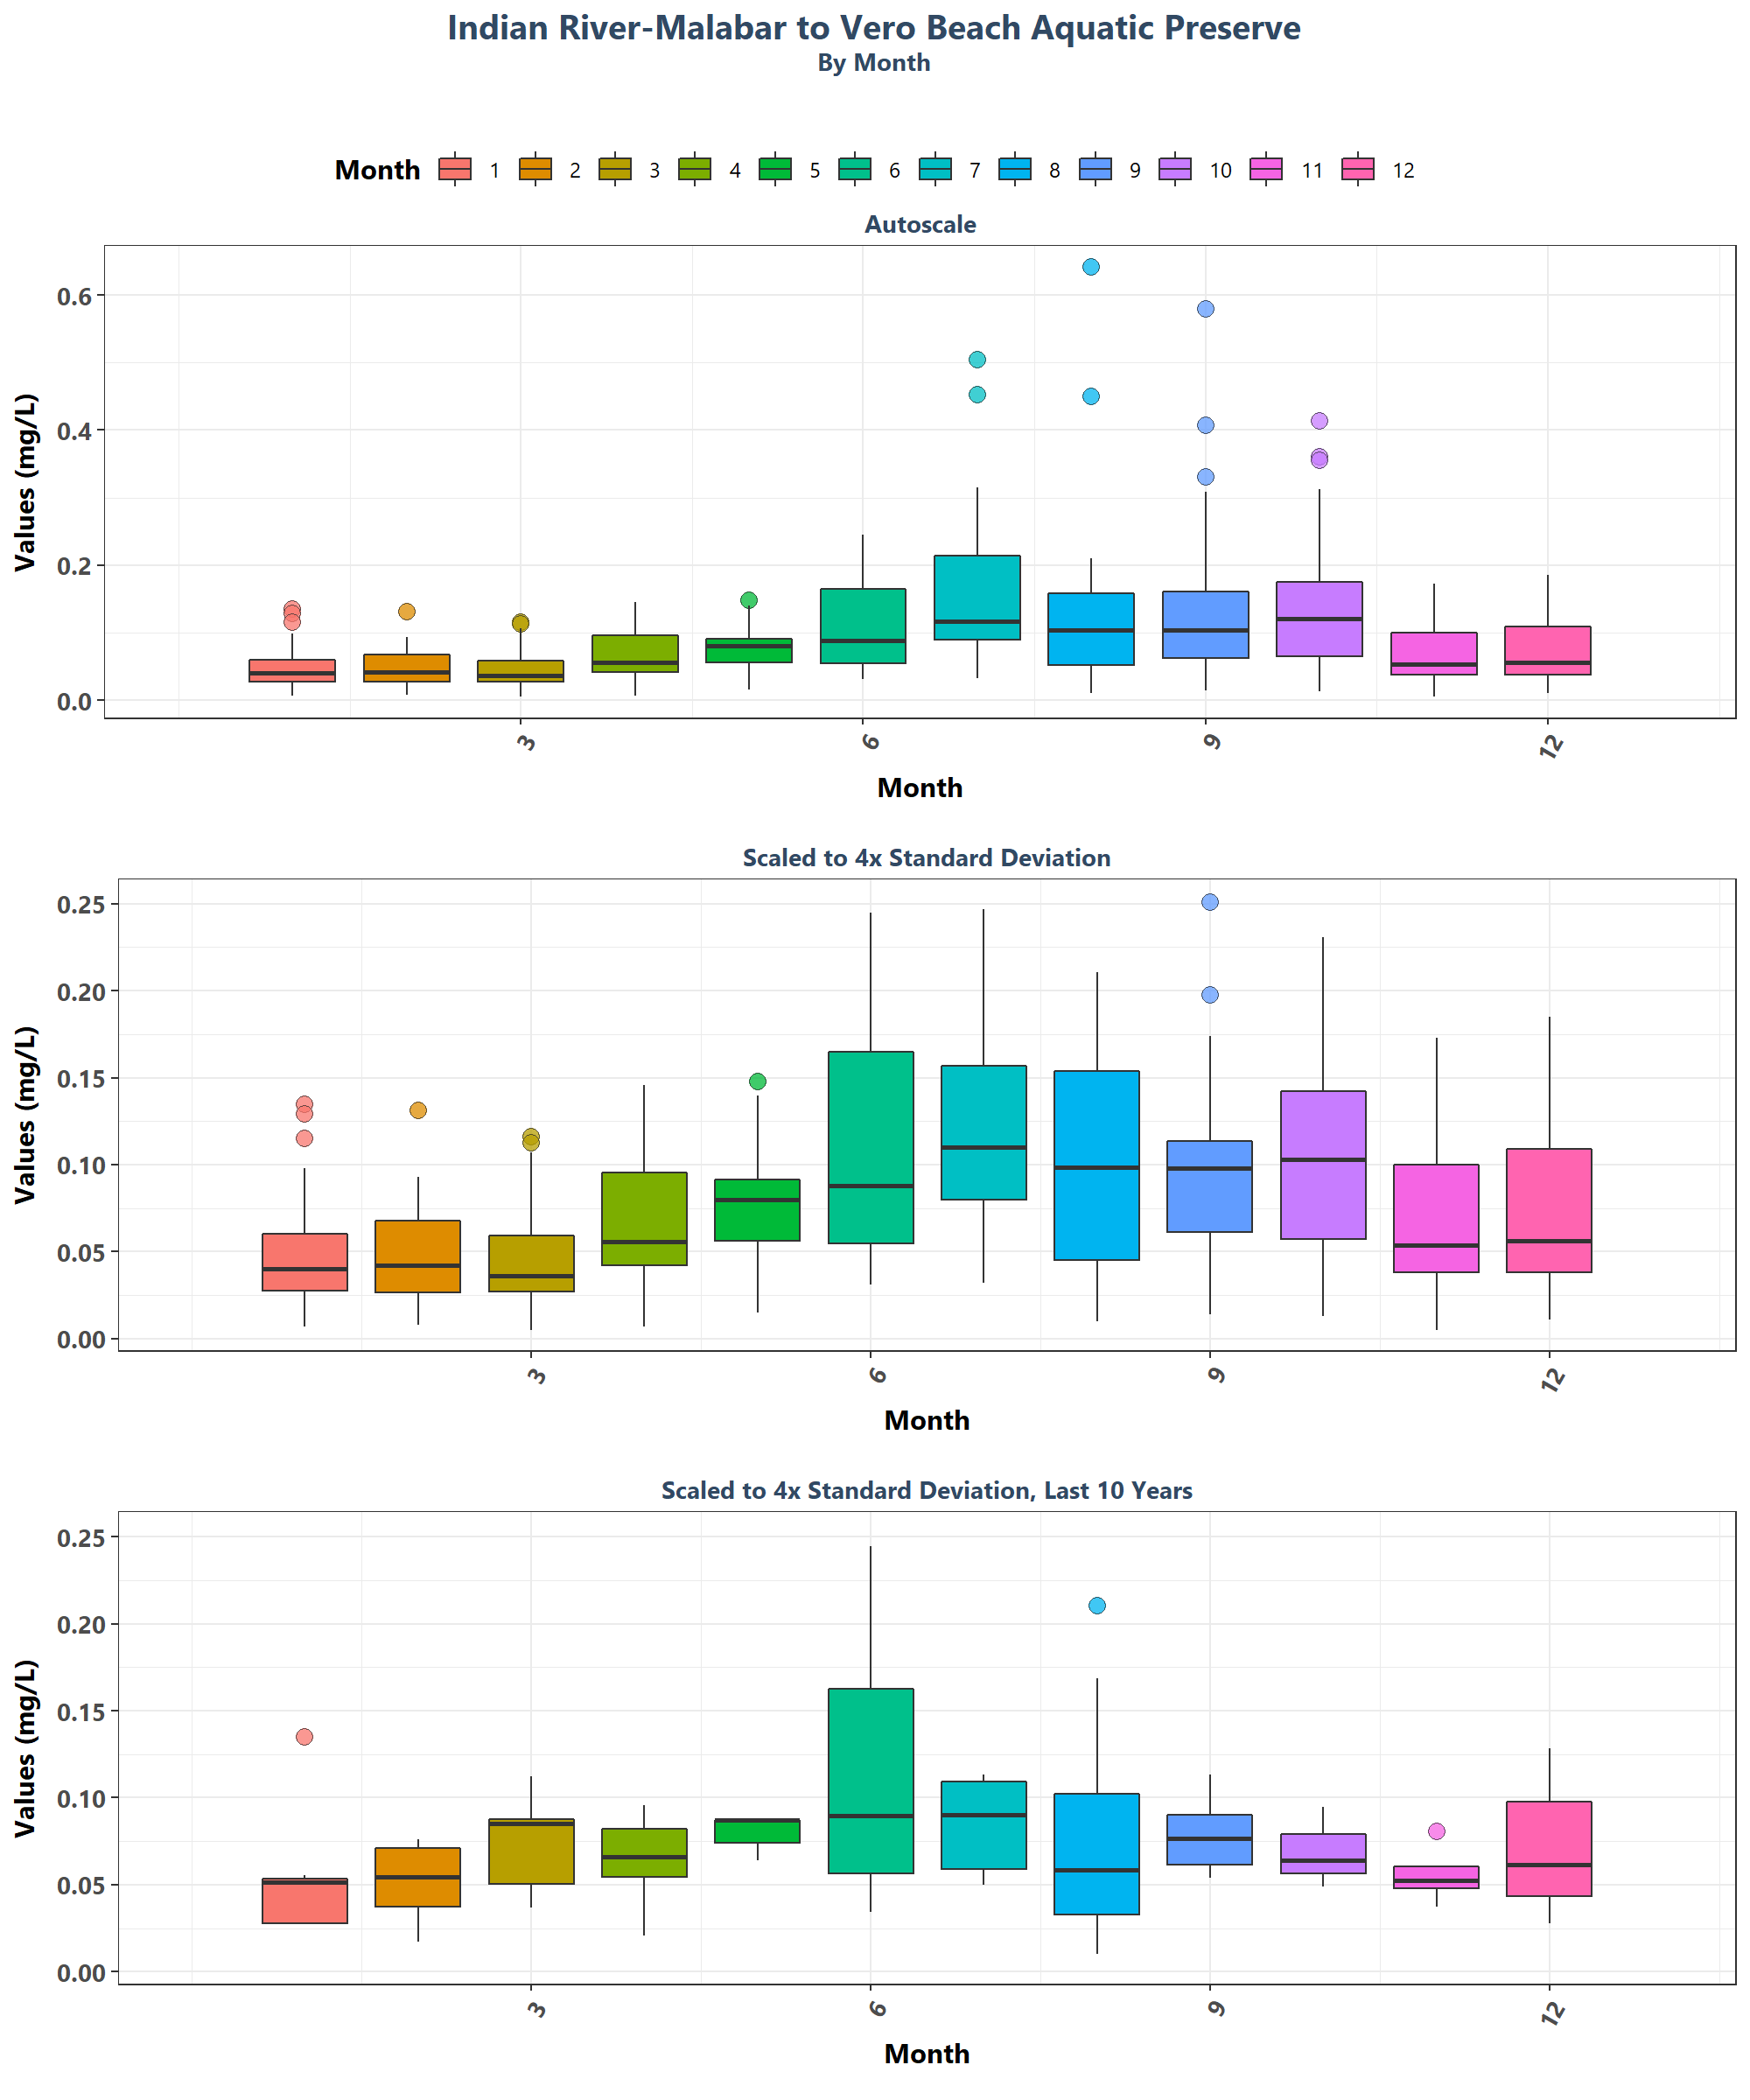 Indian River-Malabar to Vero Beach Aquatic Preserve
By Month
Month 1 2 3 4 5 6 7 8 9 10 11 12
Autoscale
Values (mg/L)
0.6
0.4
0.2
0.0
3 6 9 12
Month
Scaled to 4x Standard Deviation
Values (mg/L)
0.25
0.20
0.15
0.10
0.05
0.00
3 6 9 12
Month
Scaled to 4x Standard Deviation, Last 10 Years
Values (mg/L)
0.25
0.20
0.15
0.10
0.05
0.00
3 6 9 12
Month